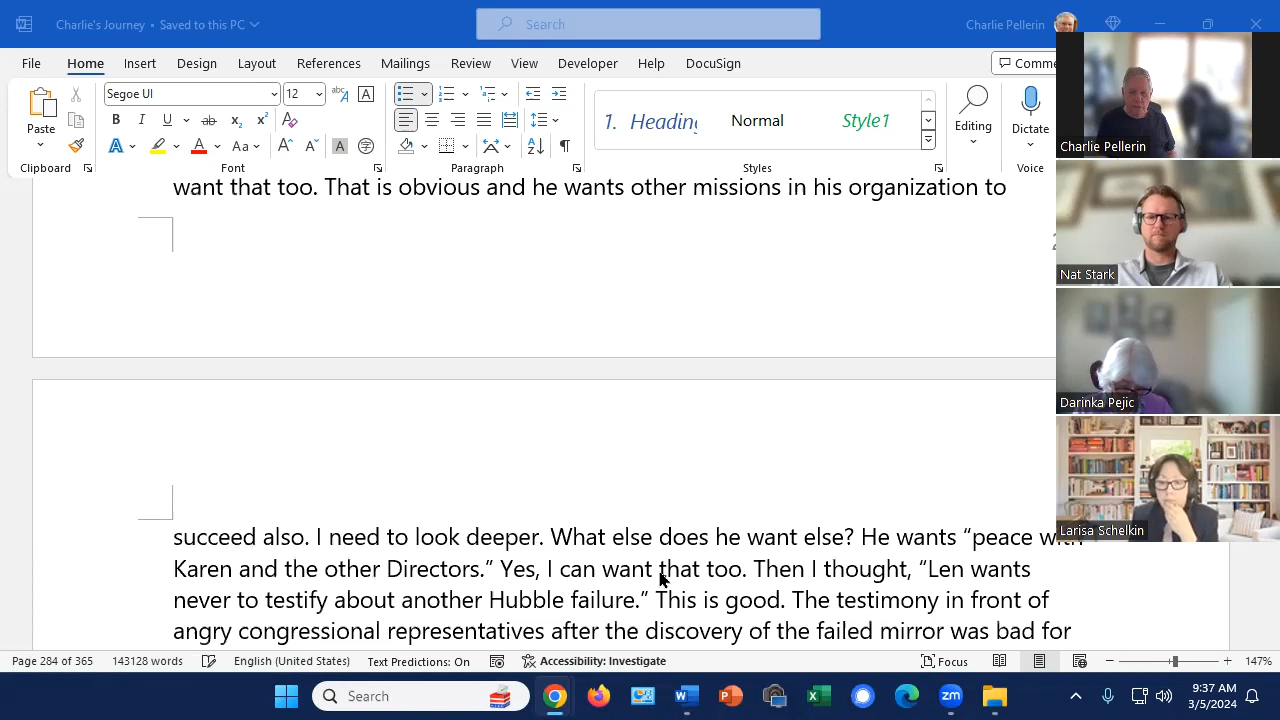 Charlie's Journey • Saved to this PC
Search
Charlie Pellerin
File Home Insert Design Layout References Mailings Review View Developer Help DocuSign
Comme
Paste
Clipboard
Segoe UI 12
Font
Paragraph
1. Heading
Normal
Style1
Styles
Editing
Dictate
Voice
want that too. That is obvious and he wants other missions in his organization to
2
succeed also. I need to look deeper. What else does he want else? He wants “peace with
Karen and the other Directors.” Yes, I can want that too. Then I thought, “Len wants
never to testify about another Hubble failure.” This is good. The testimony in front of
angry congressional representatives after the discovery of the failed mirror was bad for
Charlie Pellerin
Nat Stark
Darinka Pejic
Larisa Schelkin
Page 284 of 365 143128 words English (United States) Text Predictions: On Accessibility: Investigate Focus 147%
Search
zm
9:37 AM
3/5/2024